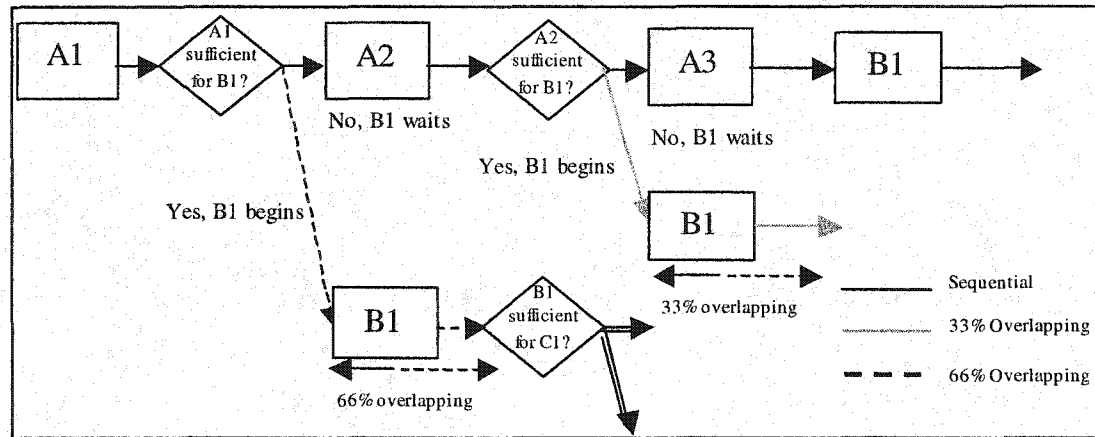 A1
A1
sufficient
for B1?
A2
A2
sufficient
for B1?
A3
B1
No, B1 waits
No, B1 waits
Yes, B1 begins
Yes, B1 begins
B1
B1
B1
sufficient
for C1?
33% overlapping
66% overlapping
Sequential
33% Overlapping
66% Overlapping